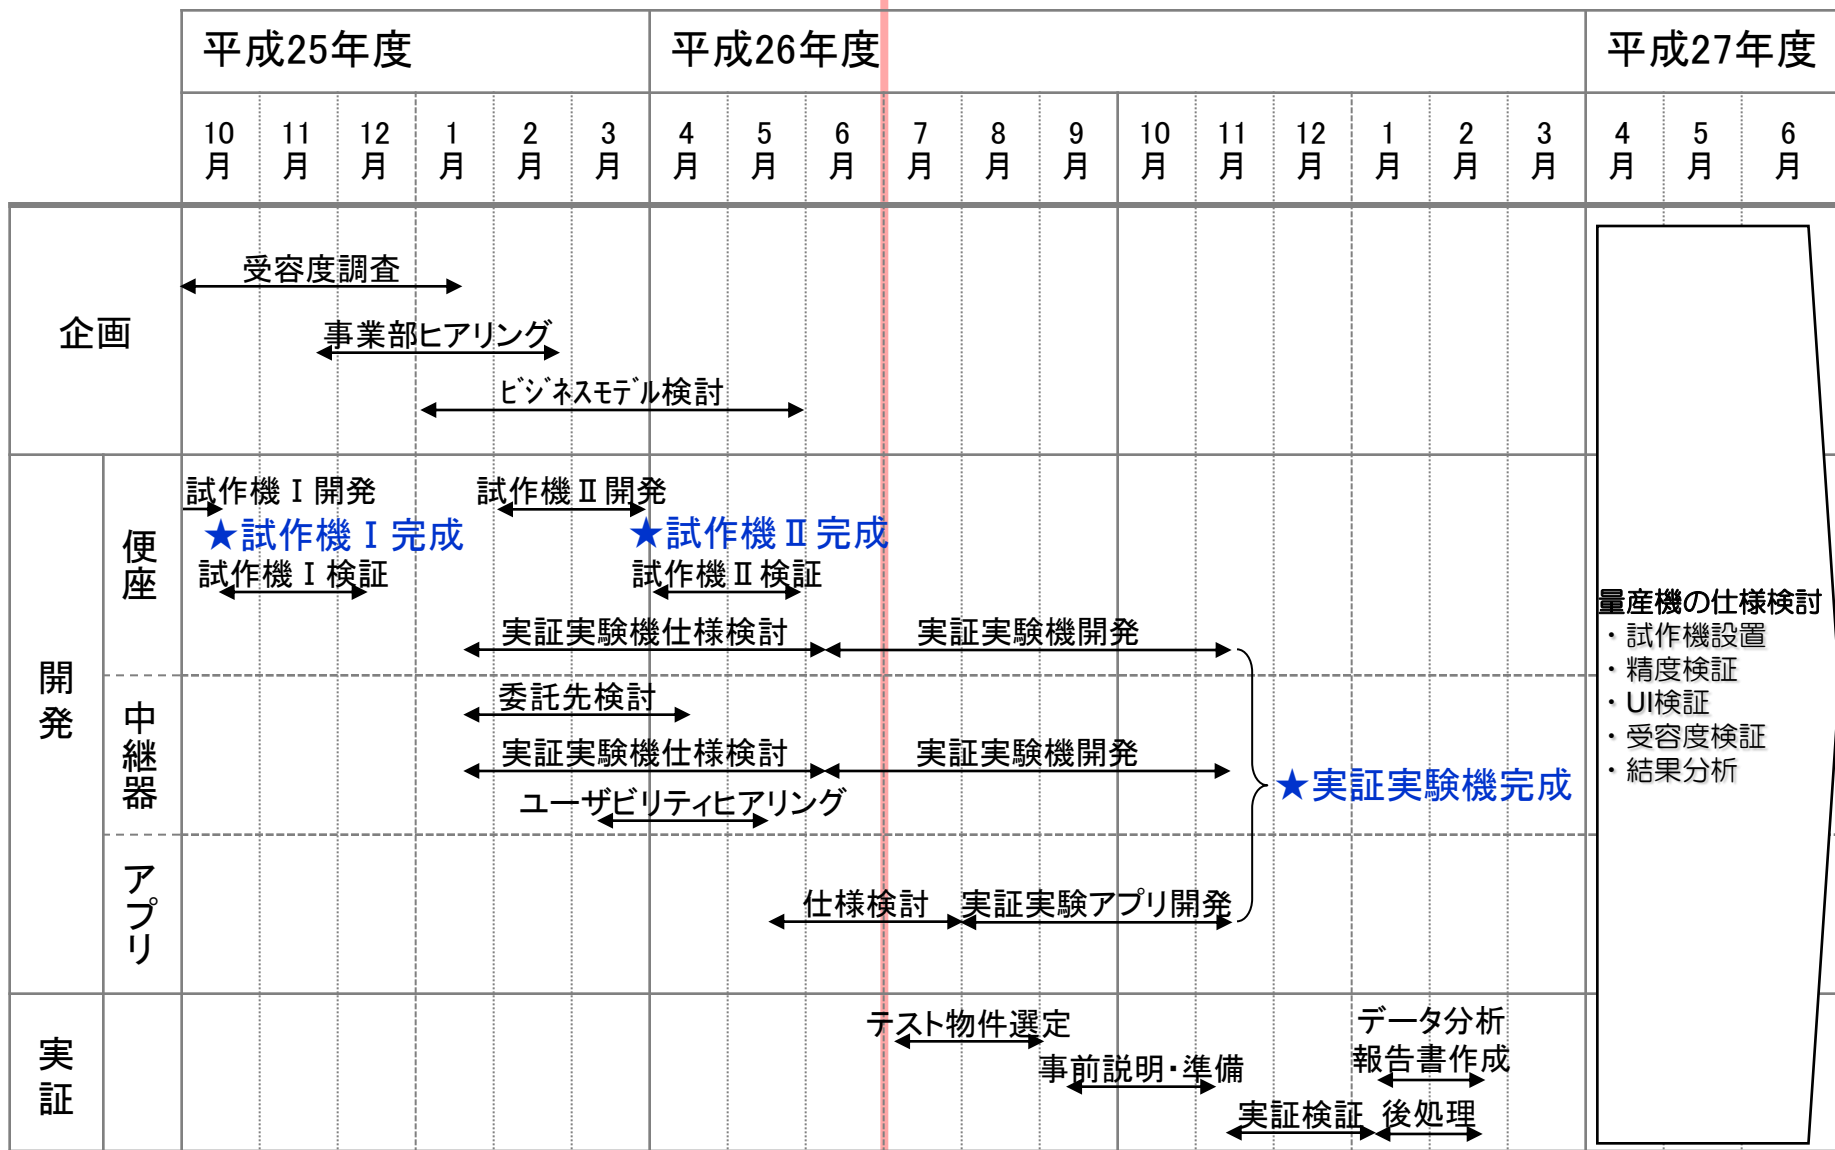 平成25年度
平成26年度
平成27年度
10月
11月
12月
1月
2月
3月
4月
5月
6月
7月
8月
9月
10月
11月
12月
1月
2月
3月
4月
5月
6月
企画
受容度調査
事業部ヒアリング
ﾋﾞｼﾞﾈｽﾓﾃﾞﾙ検討
開発
便座
試作機Ⅰ開発
試作機Ⅱ開発
★試作機Ⅰ完成
★試作機Ⅱ完成
試作機Ⅰ検証
試作機Ⅱ検証
実証実験機仕様検討
実証実験機開発
中継器
委託先検討
実証実験機仕様検討
実証実験機開発
★実証実験機完成
ユーザビリティヒアリング
アプリ
仕様検討
実証実験アプリ開発
実証
テスト物件選定
事前説明・準備
データ分析
報告書作成
実証検証
後処理
量産機の仕様検討
・試作機設置
・精度検証
・UI検証
・受容度検証
・結果分析